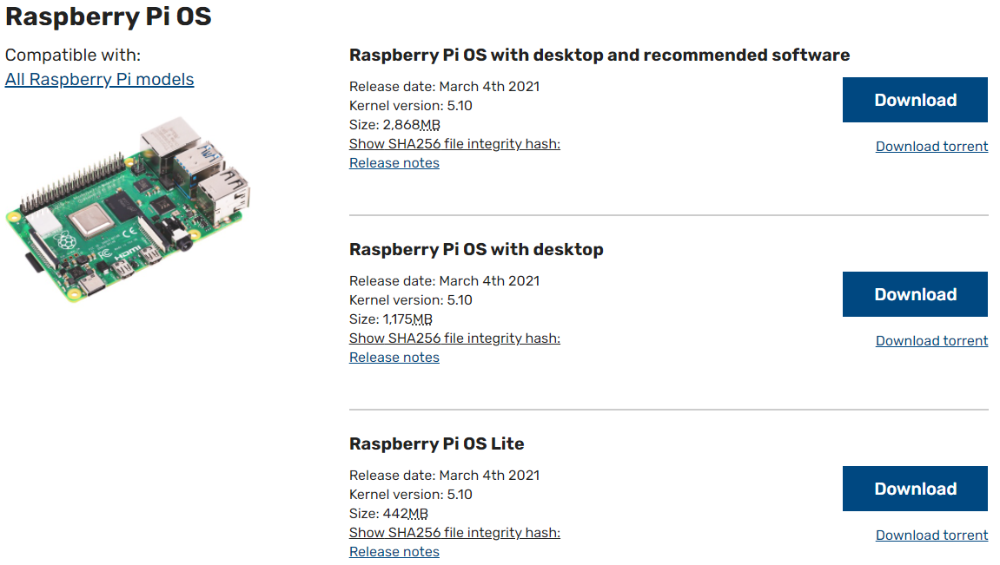 Raspberry Pi OS
Compatible with:
All Raspberry Pi models
Raspberry Pi OS with desktop and recommended software
Release date: March 4th 2021
Kernel version: 5.10
Size: 2,868MB
Show SHA256 file integrity hash:
Release notes
Download
Download torrent
Raspberry Pi OS with desktop
Release date: March 4th 2021
Kernel version: 5.10
Size: 1,175MB
Show SHA256 file integrity hash:
Release notes
Download
Download torrent
Raspberry Pi OS Lite
Release date: March 4th 2021
Kernel version: 5.10
Size: 442MB
Show SHA256 file integrity hash:
Release notes
Download
Download torrent
HDMI
FC CE